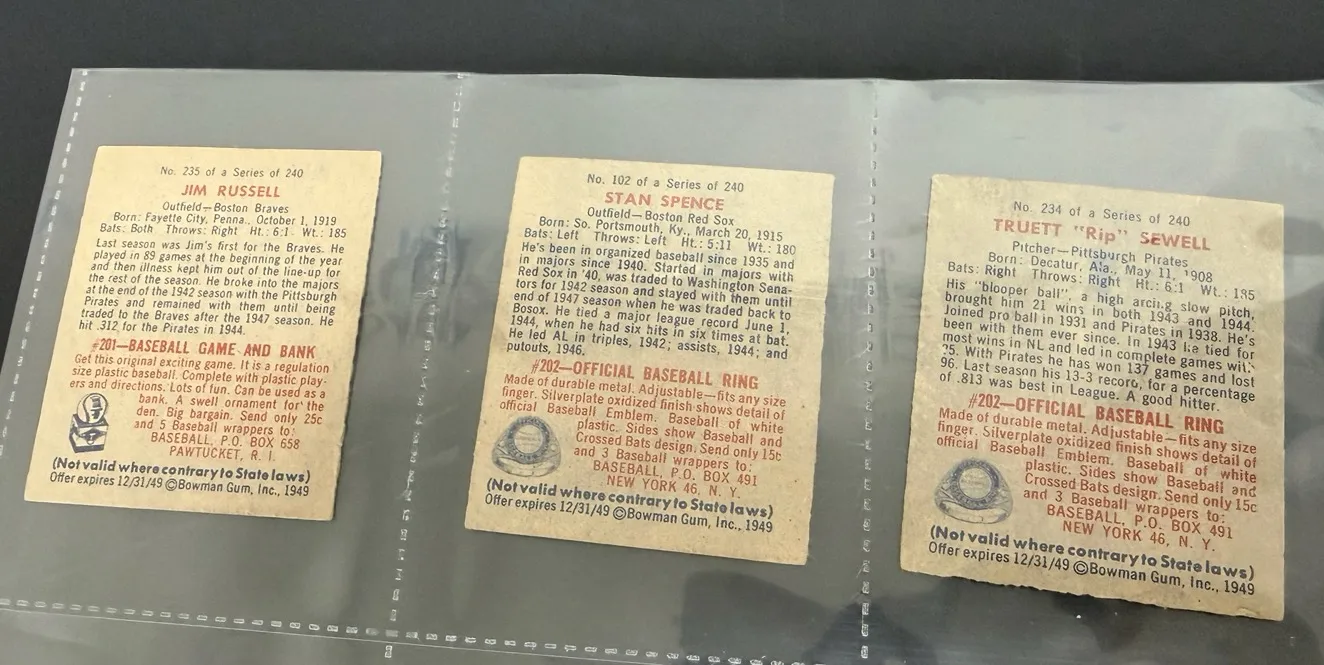 No. 235 of a Series of 240
JIM RUSSELL
Outfield—Boston Braves
Born: Fayette City, Penna., October 1, 1919
Bats: Both Throws: Right Ht.: 6:1 Wt.: 185
Last season was Jim's first for the Braves. He
played in 89 games at the beginning of the year
and then illness kept him out of the line-up for
the rest of the season. He broke into the majors
at the end of the 1942 season with the Pittsburgh
Pirates and remained with them until being
traded to the Braves after the 1947 season. He
hit .312 for the Pirates in 1944.
#201—BASEBALL GAME AND BANK
Get this original exciting game. It is a regulation
size plastic baseball. Complete with plastic play-
ers and directions. Lots of fun. Can be used as a
bank. A swell ornament for the
den. Big bargain. Send only 25c
and 5 Baseball wrappers to:
BASEBALL, P.O. BOX 658
PAWTUCKET, R. I.
(Not valid where contrary to State laws)
Offer expires 12/31/49 ©Bowman Gum, Inc., 1949
No. 102 of a Series of 240
STAN SPENCE
Outfield—Boston Red Sox
Born: So. Portsmouth, Ky., March 20, 1915
Bats: Left Throws: Left Ht.: 5:11 Wt.: 180
He's been in organized baseball since 1935 and
in majors since 1940. Started in majors with
Red Sox in '40, was traded to Washington Sena-
tors for 1942 season and stayed with them until
end of 1947 season when he was traded back to
Bosox. He tied a major league record June 1,
1944, when he had six hits in six times at bat.
He led AL in triples, 1942; assists, 1944; and
putouts, 1946.
#202—OFFICIAL BASEBALL RING
Made of durable metal. Adjustable—fits any size
finger. Silverplate oxidized finish shows detail of
official Baseball Emblem. Baseball of white
plastic. Sides show Baseball and
Crossed Bats design. Send only 15c
and 3 Baseball wrappers to:
BASEBALL, P.O. BOX 491
NEW YORK 46, N. Y.
(Not valid where contrary to State laws)
Offer expires 12/31/49 ©Bowman Gum, Inc., 1949
No. 234 of a Series of 240
TRUETT "Rip" SEWELL
Pitcher—Pittsburgh Pirates
Born: Decatur, Ala., May 11, 1908
Bats: Right Throws: Right Ht.: 6:1 Wt.: 185
His "blooper ball", a high arcing slow pitch,
brought him 21 wins in both 1943 and 1944.
Joined pro ball in 1931 and Pirates in 1938. He's
been with them ever since. In 1943 he tied for
most wins in NL and led in complete games with
25. With Pirates he has won 137 games and lost
96. Last season his 13-3 record, for a percentage
of .813 was best in League. A good hitter.
#202—OFFICIAL BASEBALL RING
Made of durable metal. Adjustable—fits any size
finger. Silverplate oxidized finish shows detail of
official Baseball Emblem. Baseball of white
plastic. Sides show Baseball and
Crossed Bats design. Send only 15c
and 3 Baseball wrappers to:
BASEBALL, P.O. BOX 491
NEW YORK 46, N. Y.
(Not valid where contrary to State laws)
Offer expires 12/31/49 ©Bowman Gum, Inc., 1949